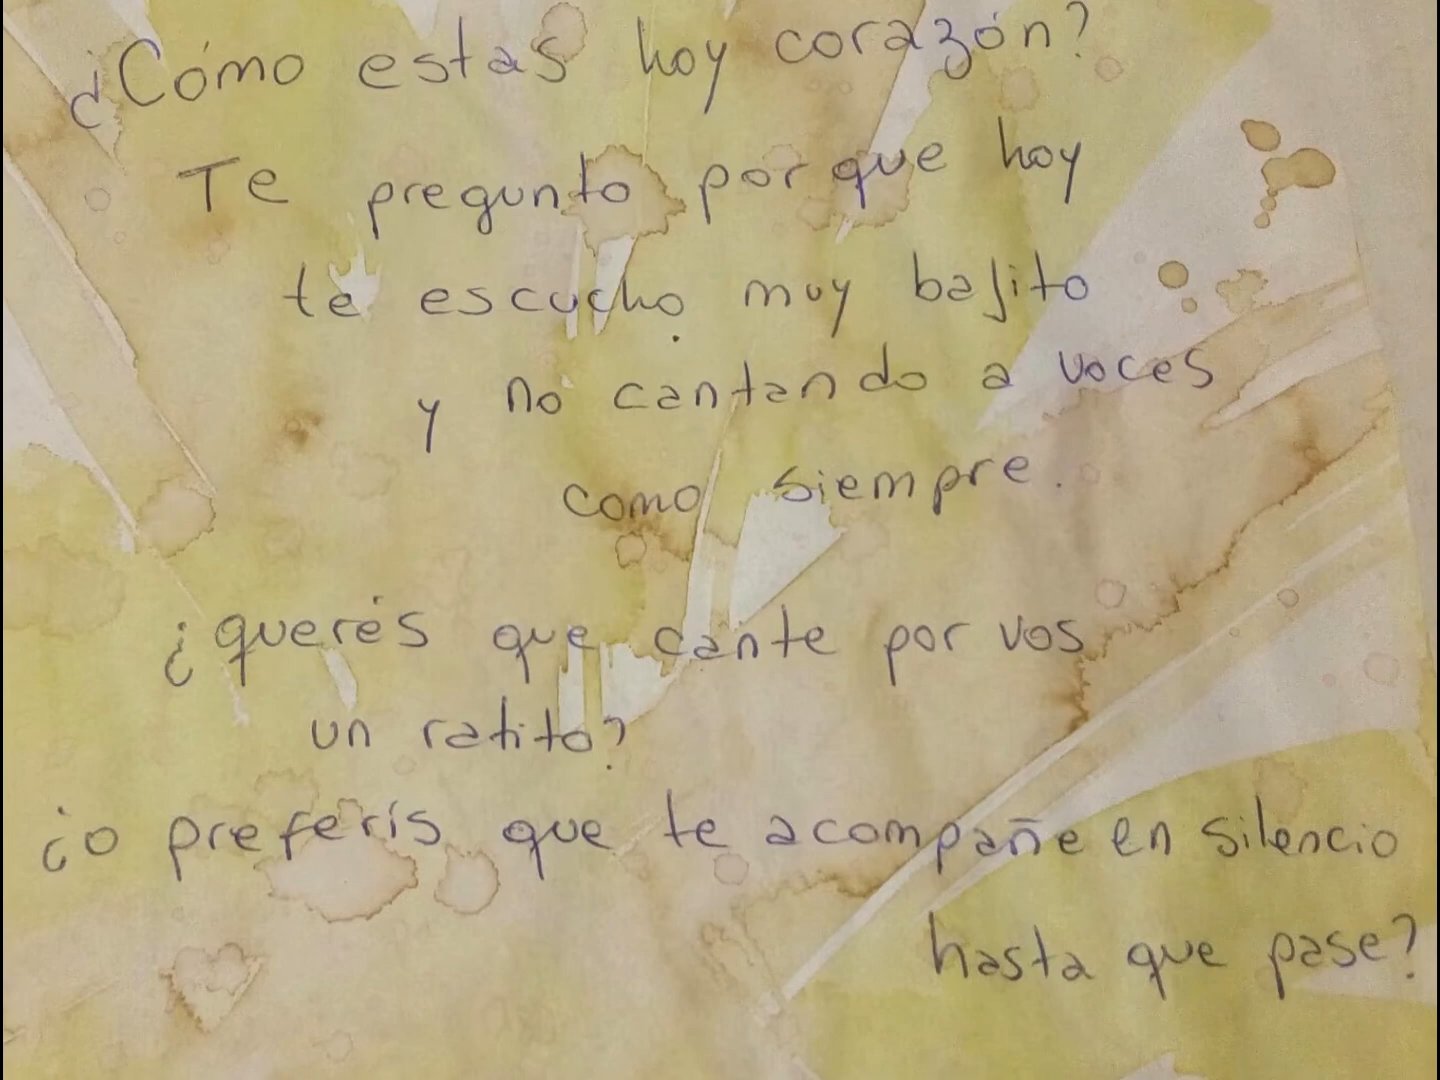 ¿Cómo estas hoy corazón?
Te pregunto porque hoy
te escucho muy bajito
y no cantando a voces
como siempre.
¿querés que cante por vos
un ratito?
¿o preferís que te acompañe en silencio
hasta que pase?